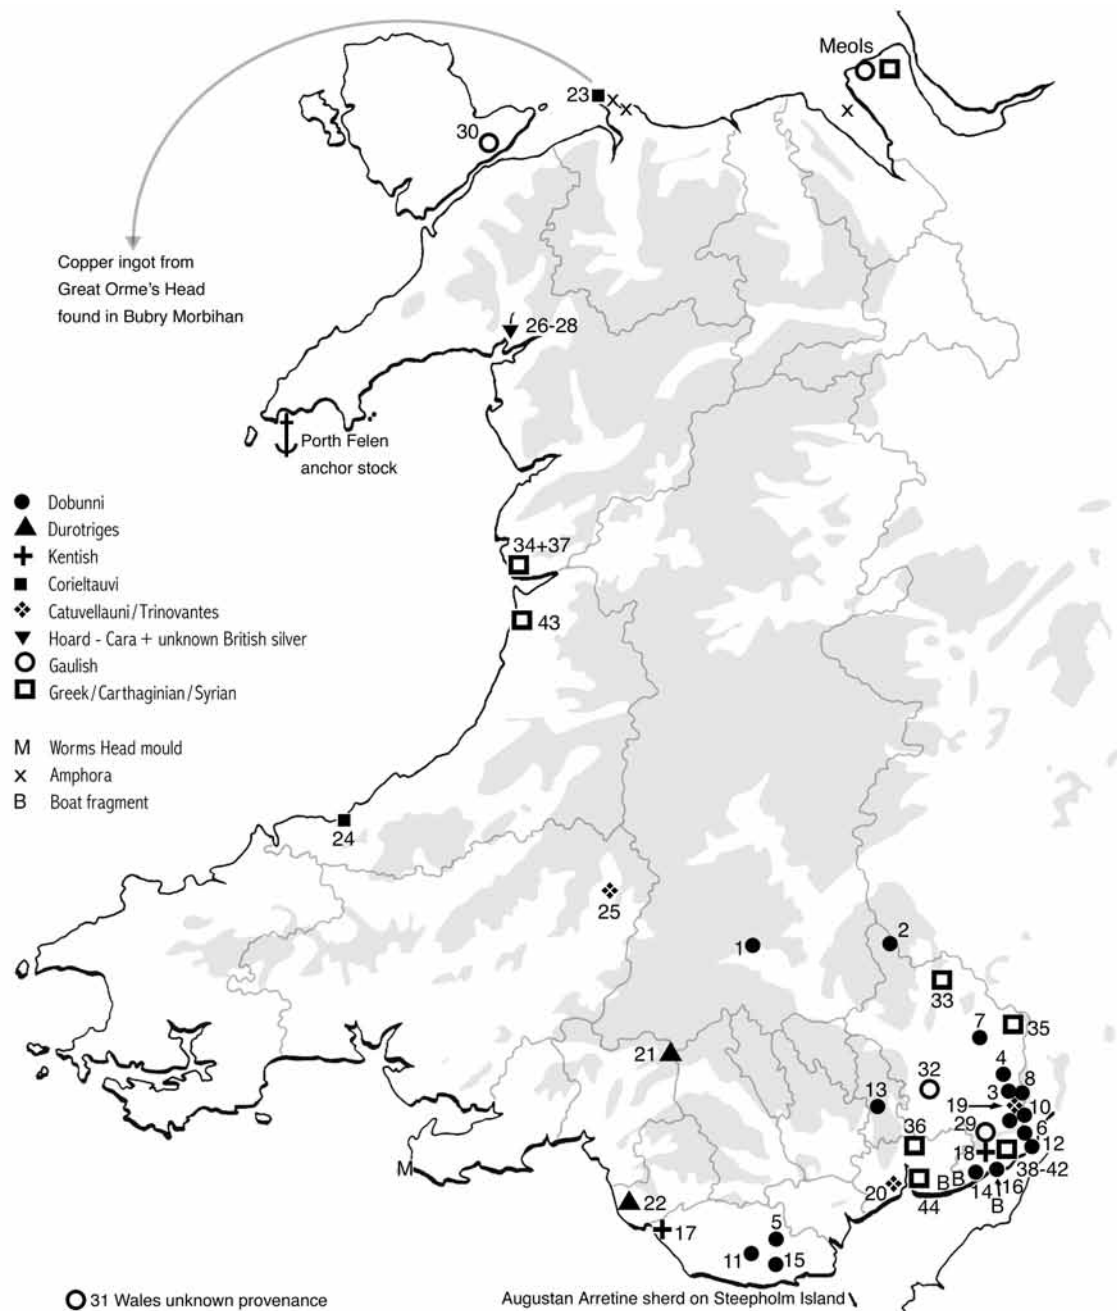 Meols
23
x
x
x
30
Copper ingot from
Great Orme's Head
found in Bubry Morbihan
26-28
Porth Felen
anchor stock
Dobunni
Durotriges
Kentish
Corieltauvi
Catuvellauni/Trinovantes
Hoard - Cara + unknown British silver
Gaulish
Greek/Carthaginian/Syrian
M Worms Head mould
x Amphora
B Boat fragment
34+37
43
24
25
1
2
33
7
35
21
4
32
3
8
13
19
10
36
29
6
18
12
M
38-42
20
B
B
14
16
44
B
22
17
5
11
15
31 Wales unknown provenance
Augustan Arretine sherd on Steepholm Island